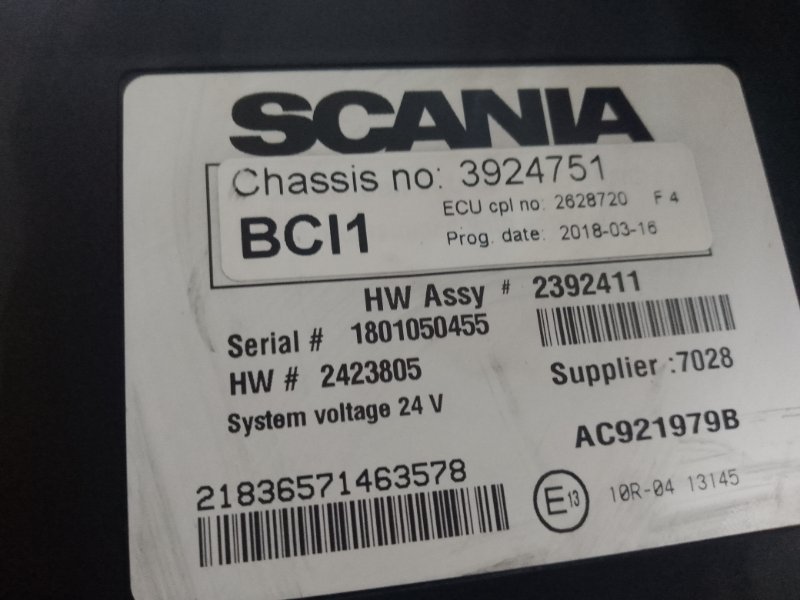 SCANIA
Chassis no: 3924751
ECU cpl no: 2628720 F 4
BCI1
Prog. date: 2018-03-16
HW Assy # 2392411
Serial # 1801050455
HW # 2423805
Supplier :7028
System voltage 24 V
AC921979B
21836571463578
E13 10R-04 13145